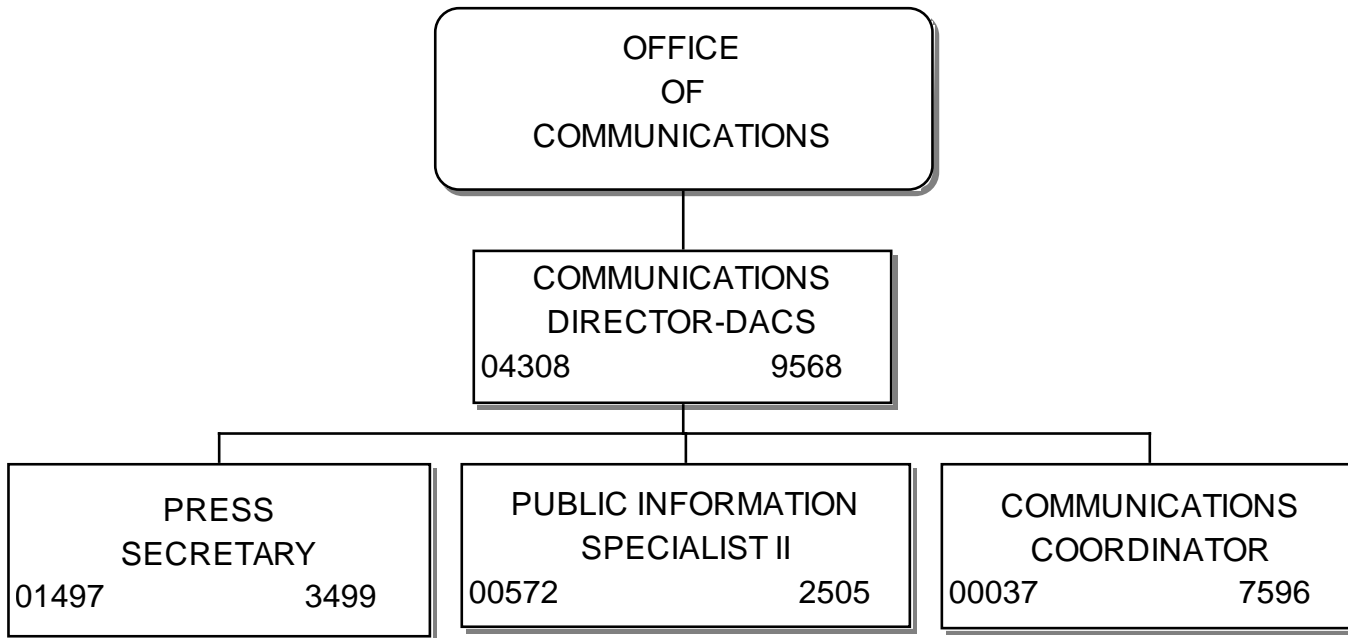 OFFICE
OF
COMMUNICATIONS
COMMUNICATIONS
DIRECTOR-DACS
04308 9568
PRESS
SECRETARY
01497 3499
PUBLIC INFORMATION
SPECIALIST II
00572 2505
COMMUNICATIONS
COORDINATOR
00037 7596